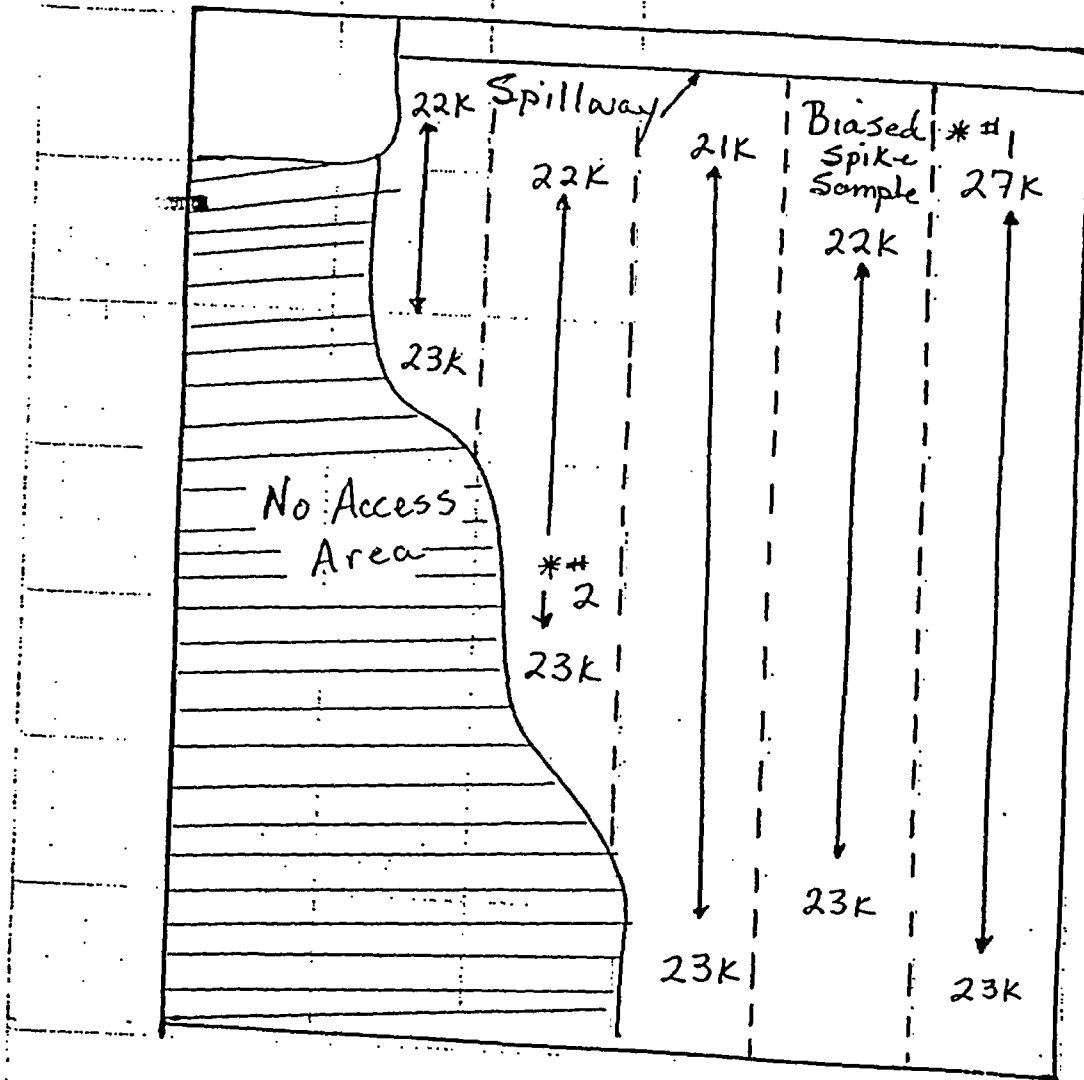 22K Spillway
Biased
Spike
Sample
*#1
21K
22K
27K
22K
23K
No Access
Area
*#
2
23K
23K
23K
23K